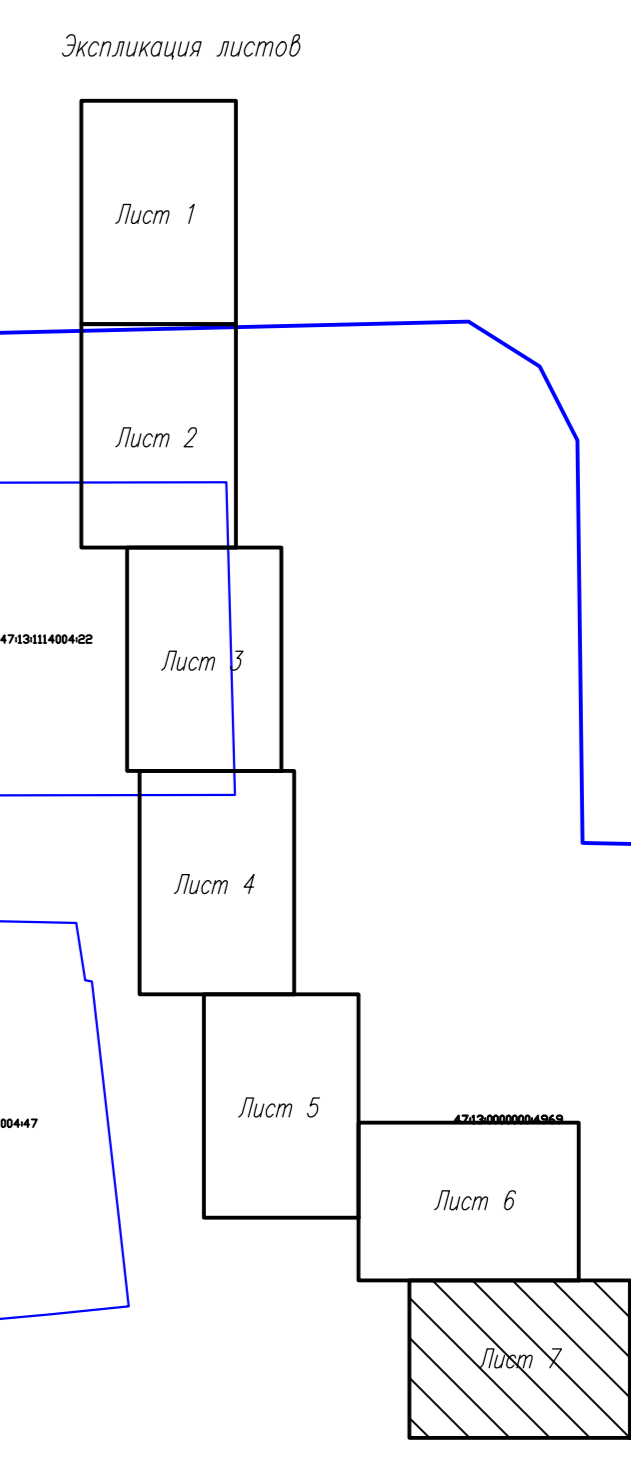 Экспликация листов
Лист 1
Лист 2
47:13:1114004:22
Лист 3
Лист 4
Лист 5
47:13:0000000:4969
004:47
Лист 6
Лист 7